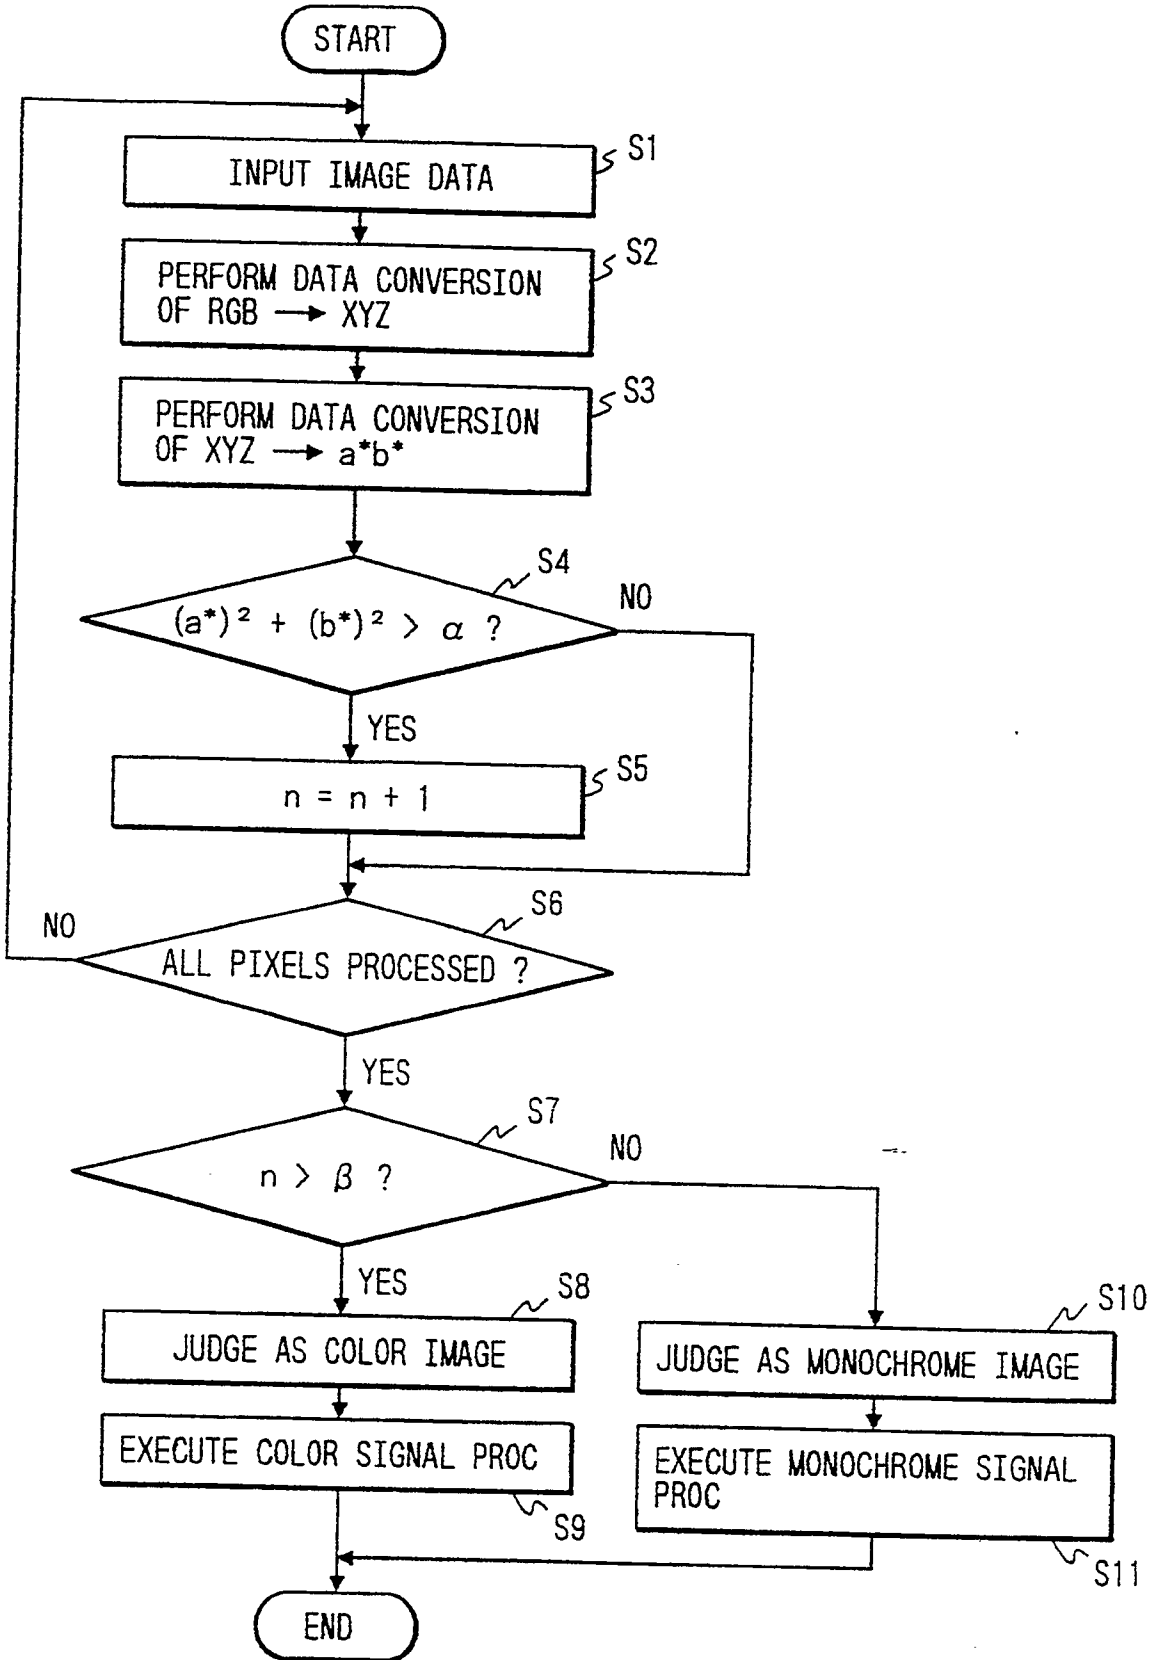 START
S1
INPUT IMAGE DATA
S2
PERFORM DATA CONVERSION
OF RGB → XYZ
S3
PERFORM DATA CONVERSION
OF XYZ → a*b*
S4
NO
(a*)² + (b*)² > α ?
YES
S5
n = n + 1
S6
NO
ALL PIXELS PROCESSED ?
YES
S7
NO
n > β ?
YES
S8
JUDGE AS COLOR IMAGE
S10
JUDGE AS MONOCHROME IMAGE
EXECUTE COLOR SIGNAL PROC
S9
EXECUTE MONOCHROME SIGNAL
PROC
S11
END